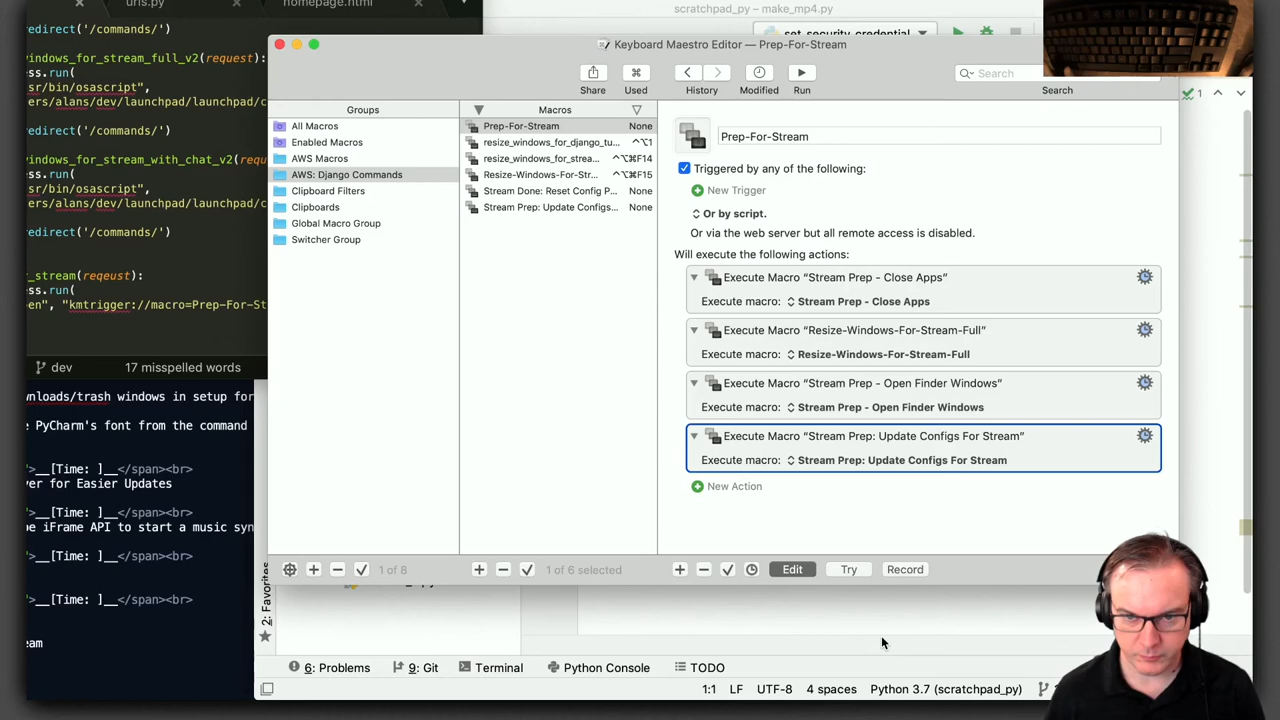 urls.py
homepage.html
scratchpad_py – make_mp4.py
edirect('/commands/')
set_security_credential
indows_for_stream_full_v2(request):
ss.run(
sr/bin/osascript",
ers/alans/dev/launchpad/launchpad/c
edirect('/commands/')
indows_for_stream_with_chat_v2(requ
ss.run(
sr/bin/osascript",
ers/alans/dev/launchpad/launchpad/c
edirect('/commands/')
r_stream(reqeust):
ss.run(
en", "kmtrigger://macro=Prep-For-St
dev
17 misspelled words
nloads/trash windows in setup for
e PyCharm's font from the command
">__[Time: ]__</span><br>
ver for Easier Updates
">__[Time: ]__</span><br>
be iFrame API to start a music syn
">__[Time: ]__</span><br>
">__[Time: ]__</span><br>
eam
Keyboard Maestro Editor — Prep-For-Stream
Share
Used
History
Modified
Run
Search
Search
1
Groups
All Macros
Enabled Macros
AWS Macros
AWS: Django Commands
Clipboard Filters
Clipboards
Global Macro Group
Switcher Group
Macros
Prep-For-Stream None
resize_windows_for_django_tu... ^⌥1
resize_windows_for_strea... ^⌥⌘F14
Resize-Windows-For-Str... ^⌥⌘F15
Stream Done: Reset Config P... None
Stream Prep: Update Configs... None
Prep-For-Stream
Triggered by any of the following:
New Trigger
Or by script.
Or via the web server but all remote access is disabled.
Will execute the following actions:
Execute Macro “Stream Prep - Close Apps”
Execute macro: Stream Prep - Close Apps
Execute Macro “Resize-Windows-For-Stream-Full”
Execute macro: Resize-Windows-For-Stream-Full
Execute Macro “Stream Prep - Open Finder Windows”
Execute macro: Stream Prep - Open Finder Windows
Execute Macro “Stream Prep: Update Configs For Stream”
Execute macro: Stream Prep: Update Configs For Stream
New Action
1 of 8
1 of 6 selected
Edit
Try
Record
2: Favorites
6: Problems
9: Git
Terminal
Python Console
TODO
1:1
LF
UTF-8
4 spaces
Python 3.7 (scratchpad_py)